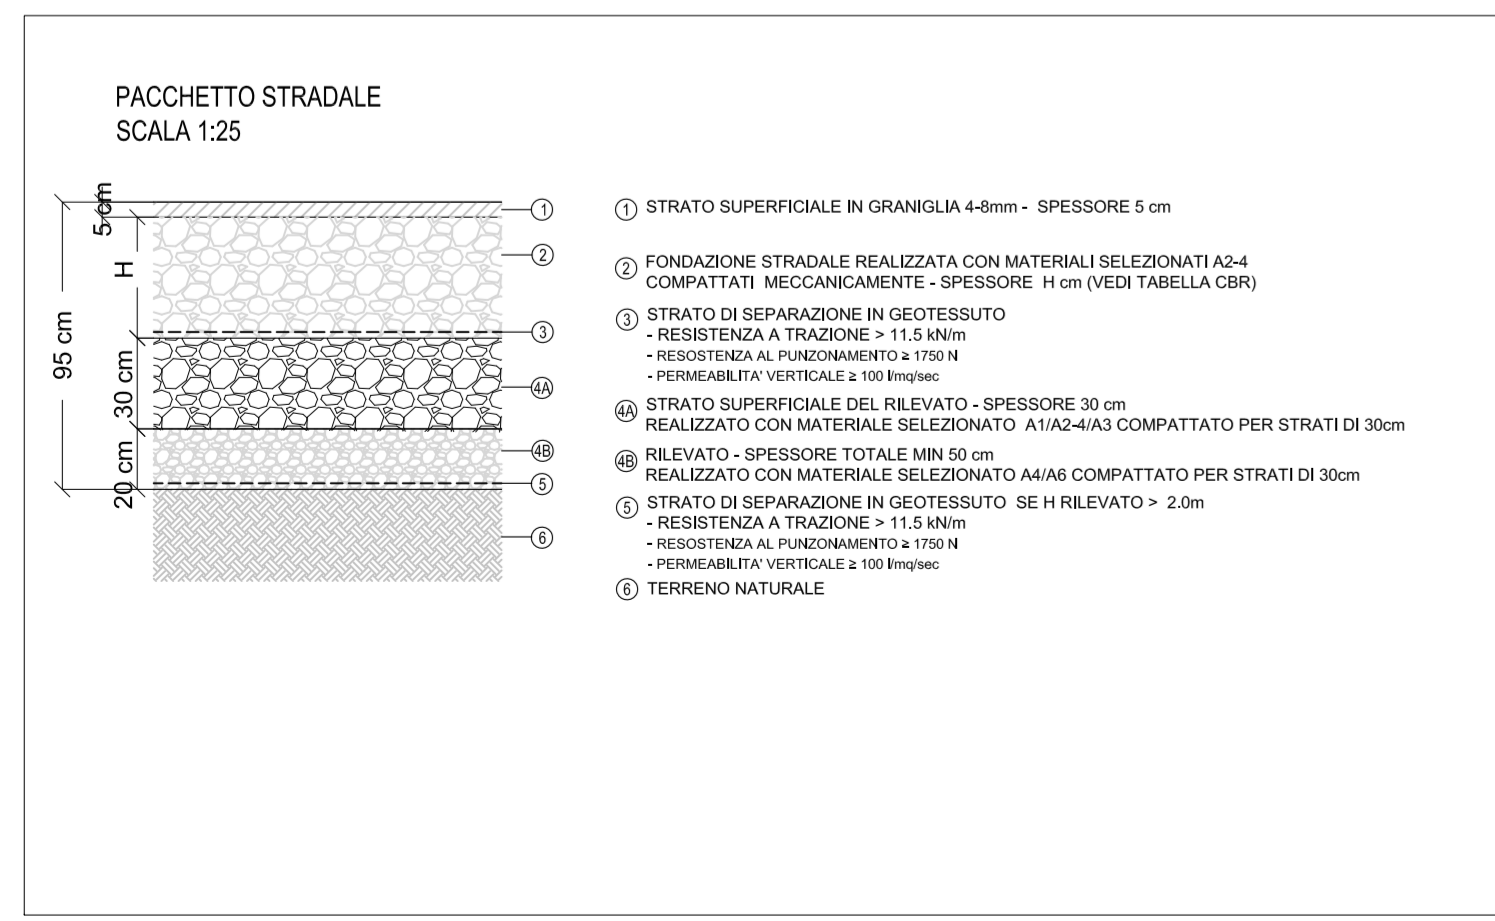 PACCHETTO STRADALE
SCALA 1:25
5 cm
H
95 cm
30 cm
20 cm
1
2
3
4A
4B
5
6
1 STRATO SUPERFICIALE IN GRANIGLIA 4-8mm - SPESSORE 5 cm
2 FONDAZIONE STRADALE REALIZZATA CON MATERIALI SELEZIONATI A2-4
COMPATTATI MECCANICAMENTE - SPESSORE H cm (VEDI TABELLA CBR)
3 STRATO DI SEPARAZIONE IN GEOTESSUTO
- RESISTENZA A TRAZIONE > 11.5 kN/m
- RESOSTENZA AL PUNZONAMENTO ≥ 1750 N
- PERMEABILITA' VERTICALE ≥ 100 l/mq/sec
4A STRATO SUPERFICIALE DEL RILEVATO - SPESSORE 30 cm
REALIZZATO CON MATERIALE SELEZIONATO A1/A2-4/A3 COMPATTATO PER STRATI DI 30cm
4B RILEVATO - SPESSORE TOTALE MIN 50 cm
REALIZZATO CON MATERIALE SELEZIONATO A4/A6 COMPATTATO PER STRATI DI 30cm
5 STRATO DI SEPARAZIONE IN GEOTESSUTO SE H RILEVATO > 2.0m
- RESISTENZA A TRAZIONE > 11.5 kN/m
- RESOSTENZA AL PUNZONAMENTO ≥ 1750 N
- PERMEABILITA' VERTICALE ≥ 100 l/mq/sec
6 TERRENO NATURALE